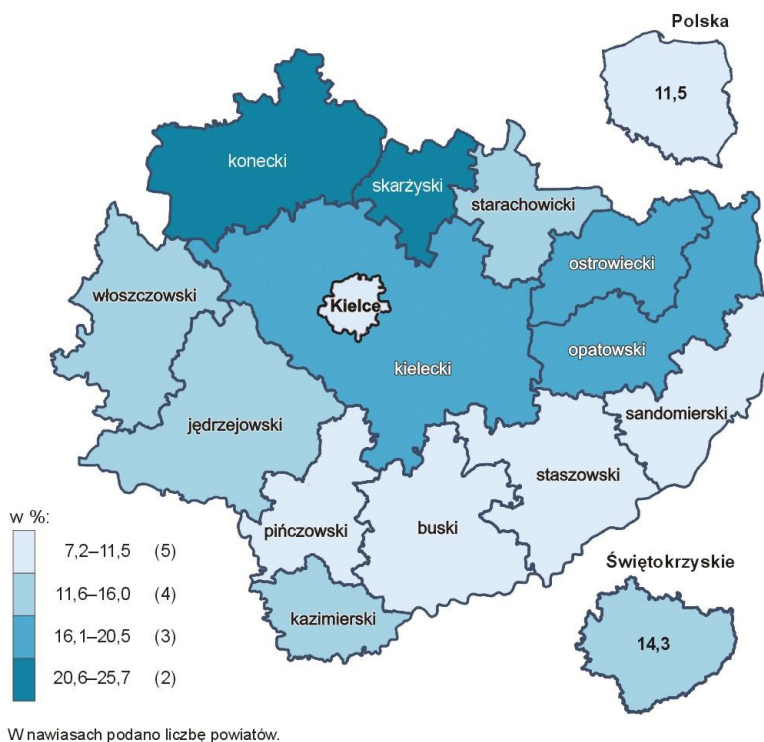 Polska
11,5
konecki
skarżyski
starachowicki
ostrowiecki
włoszczowski
Kielce
opatowski
kielecki
sandomierski
jędrzejowski
staszowski
w %:
pińczowski
buski
7,2–11,5 (5)
11,6–16,0 (4)
16,1–20,5 (3)
20,6–25,7 (2)
kazimierski
Świętokrzyskie
14,3
W nawiasach podano liczbę powiatów.